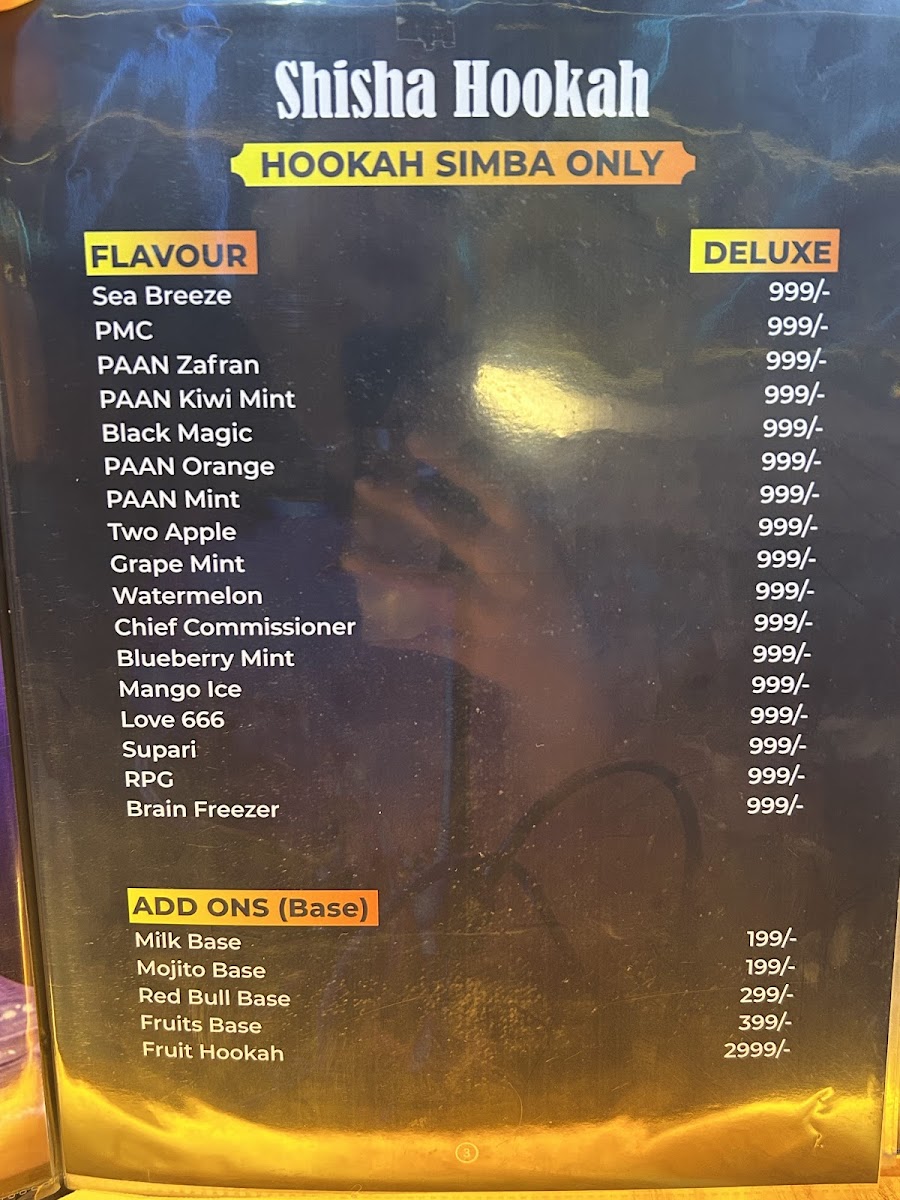 Shisha Hookah
HOOKAH SIMBA ONLY
FLAVOUR DELUXE
Sea Breeze 999/-
PMC 999/-
PAAN Zafran 999/-
PAAN Kiwi Mint 999/-
Black Magic 999/-
PAAN Orange 999/-
PAAN Mint 999/-
Two Apple 999/-
Grape Mint 999/-
Watermelon 999/-
Chief Commissioner 999/-
Blueberry Mint 999/-
Mango Ice 999/-
Love 666 999/-
Supari 999/-
RPG 999/-
Brain Freezer 999/-
ADD ONS (Base)
Milk Base 199/-
Mojito Base 199/-
Red Bull Base 299/-
Fruits Base 399/-
Fruit Hookah 2999/-
3